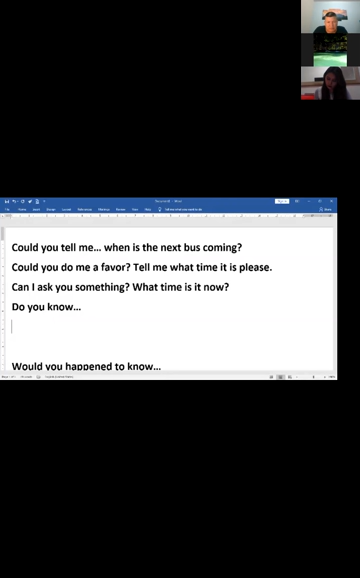 Could you tell me... when is the next bus coming?
Could you do me a favor? Tell me what time it is please.
Can I ask you something? What time is it now?
Do you know...
Would you happened to know...